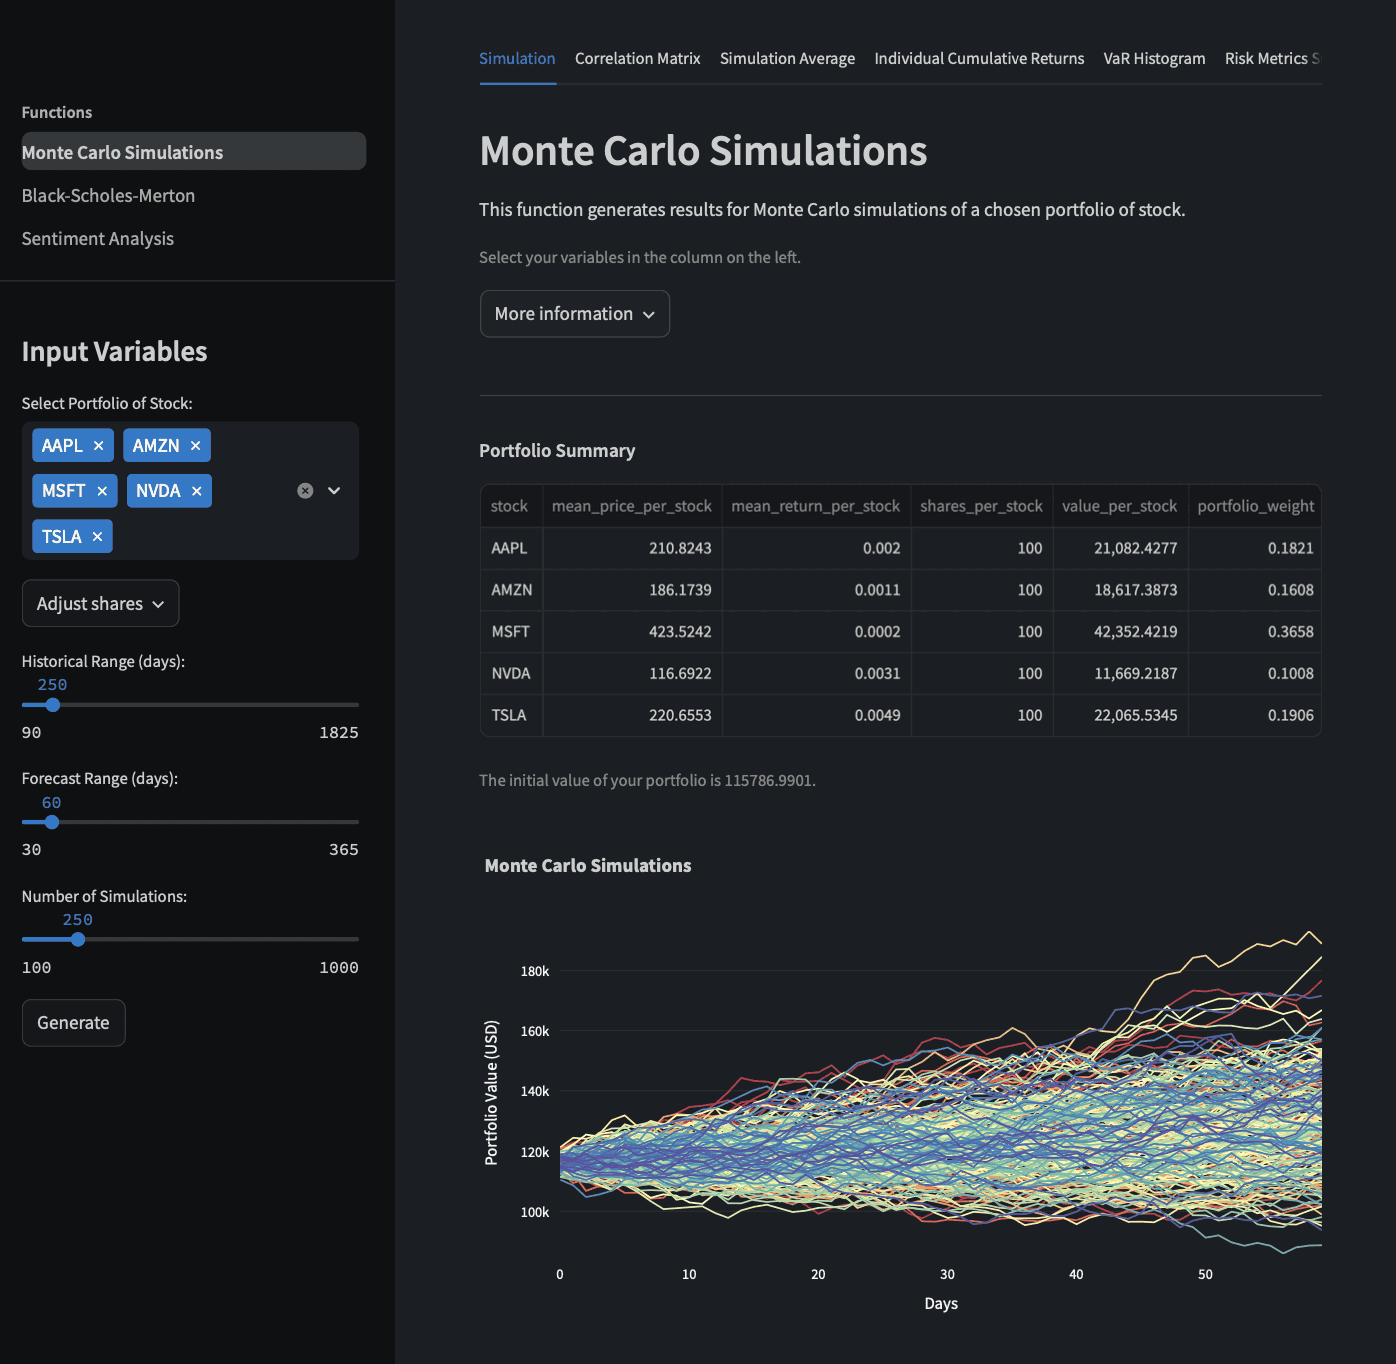 Functions
Monte Carlo Simulations
Black-Scholes-Merton
Sentiment Analysis
Input Variables
Select Portfolio of Stock:
AAPL × AMZN ×
MSFT × NVDA ×
TSLA ×
Adjust shares
Historical Range (days):
250
90 1825
Forecast Range (days):
60
30 365
Number of Simulations:
250
100 1000
Generate
Simulation Correlation Matrix Simulation Average Individual Cumulative Returns VaR Histogram Risk Metrics
Monte Carlo Simulations
This function generates results for Monte Carlo simulations of a chosen portfolio of stock.
Select your variables in the column on the left.
More information
Portfolio Summary
stock mean_price_per_stock mean_return_per_stock shares_per_stock value_per_stock portfolio_weight
AAPL 210.8243 0.002 100 21,082.4277 0.1821
AMZN 186.1739 0.0011 100 18,617.3873 0.1608
MSFT 423.5242 0.0002 100 42,352.4219 0.3658
NVDA 116.6922 0.0031 100 11,669.2187 0.1008
TSLA 220.6553 0.0049 100 22,065.5345 0.1906
The initial value of your portfolio is 115786.9901.
Monte Carlo Simulations
Portfolio Value (USD)
180k
160k
140k
120k
100k
0 10 20 30 40 50
Days